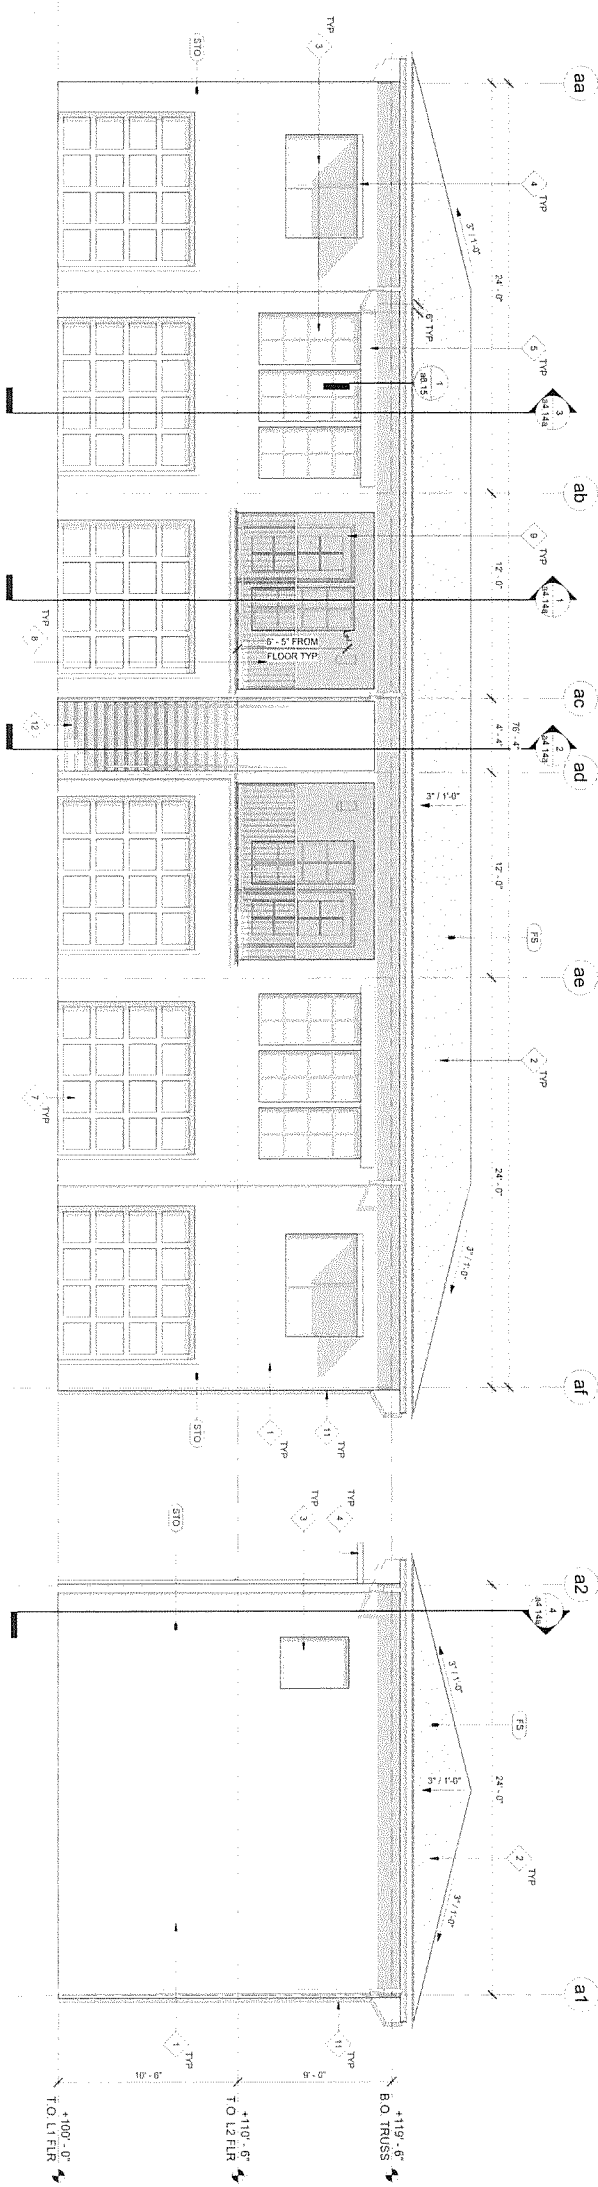 aa
ab
ac
ad
ae
af
a2
a1
24' - 0"
12' - 0"
4' - 4"
76' - 4"
12' - 0"
24' - 0"
24' - 0"
TYP
3
STO
4
TYP
3" / 1'-0"
6" TYP
5
TYP
1
a8.15
3
a4.14a
9
TYP
a4.14a
6' - 5" FROM
FLOOR TYP
TYP
8
12
2
a4.14a
3" / 1'-0"
FS
2
TYP
7
TYP
3" / 1'-0"
STO
1
TYP
11
TYP
STO
TYP
3
TYP
4
4
a4.14a
3" / 1'-0"
FS
3" / 1'-0"
2
TYP
3" / 1'-0"
1
TYP
11
TYP
10' - 6"
9' - 0"
+119' - 6"
B.O. TRUSS
+110' - 6"
T.O. L2 FLR
+100' - 0"
T.O. L1 FLR